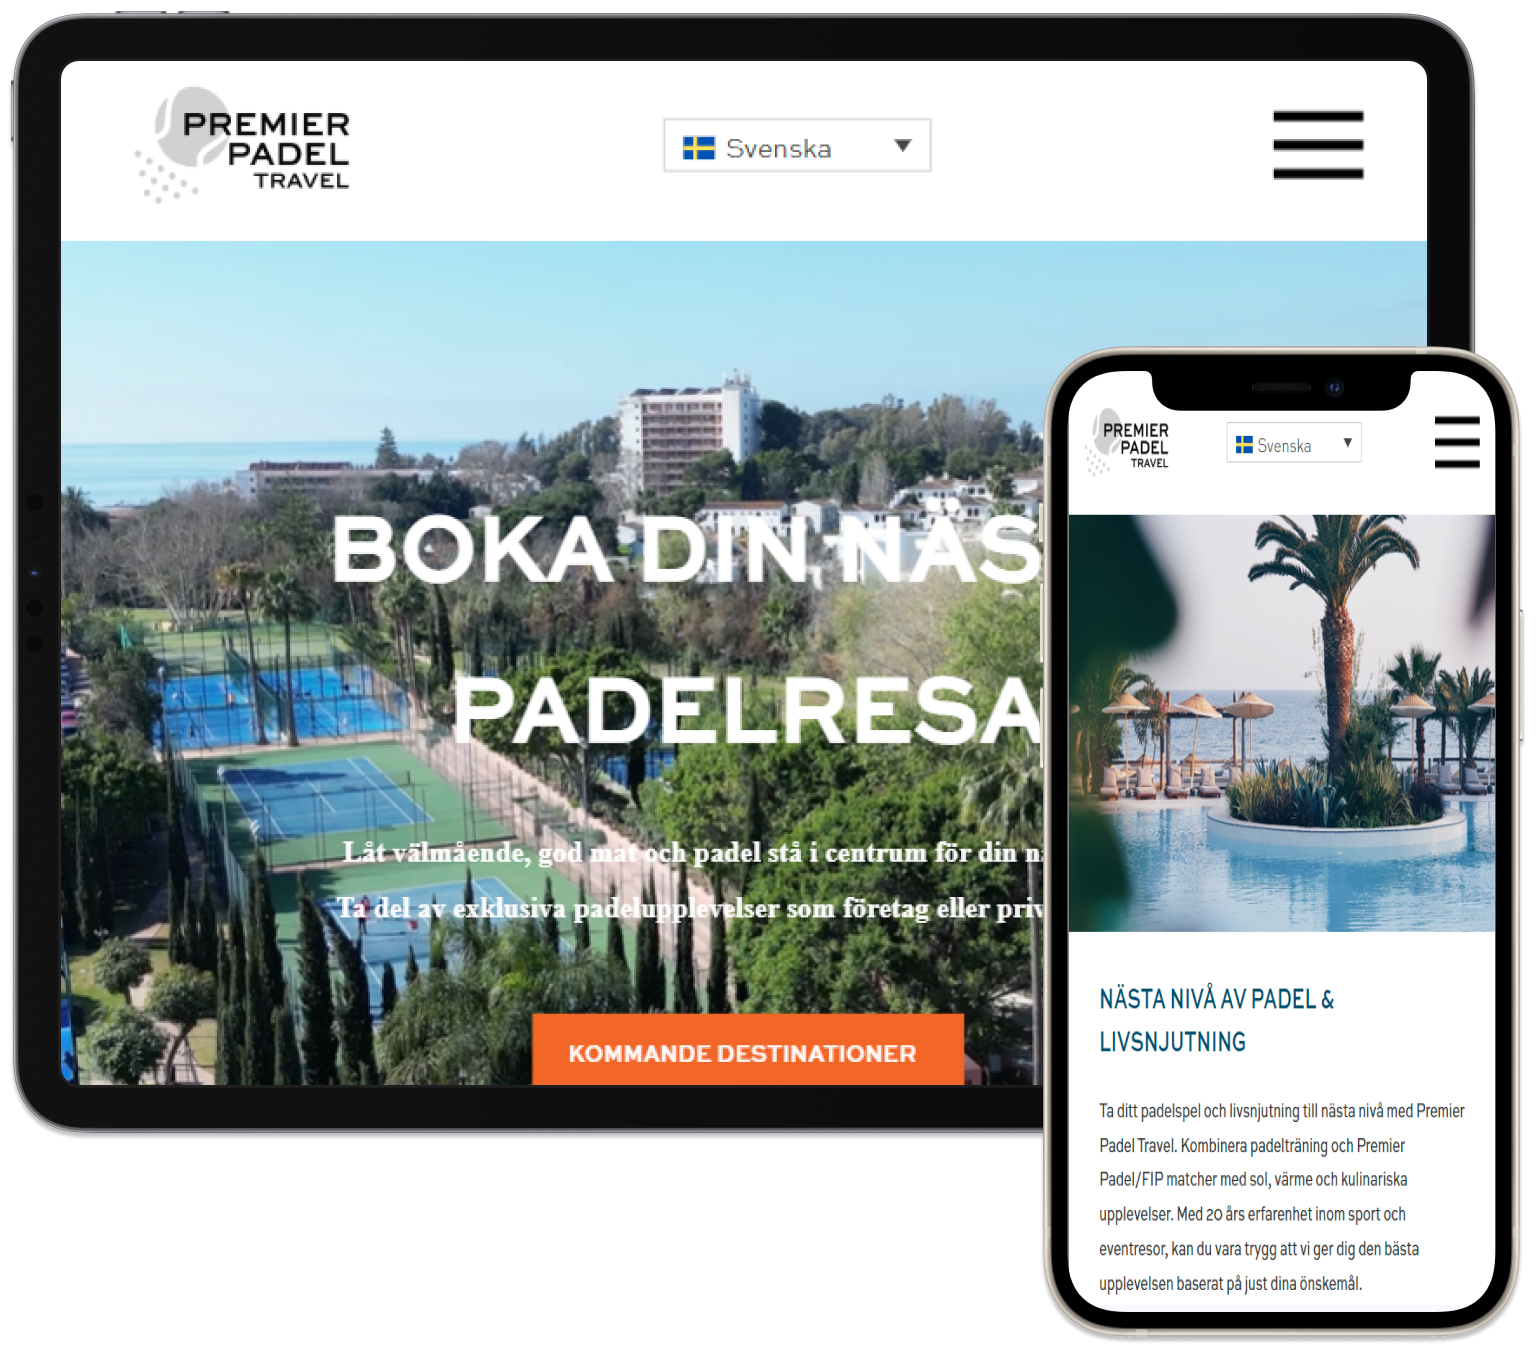 PREMIER
PADEL
TRAVEL
Svenska
BOKA DIN NÄS
PADELRESA
Låt välmående, god mat och padel stå i centrum för din
Ta del av exklusiva padelupplevelser som företag eller
KOMMANDE DESTINATIONER
PREMIER
PADEL
TRAVEL
Svenska
NÄSTA NIVÅ AV PADEL &
LIVSNJUTNING
Ta ditt padelspel och livsnjutning till nästa nivå med Premier
Padel Travel. Kombinera padelträning och Premier
Padel/FIP matcher med sol, värme och kulinariska
upplevelser. Med 20 års erfarenhet inom sport och
eventresor, kan du vara trygg att vi ger dig den bästa
upplevelsen baserat på just dina önskemål.